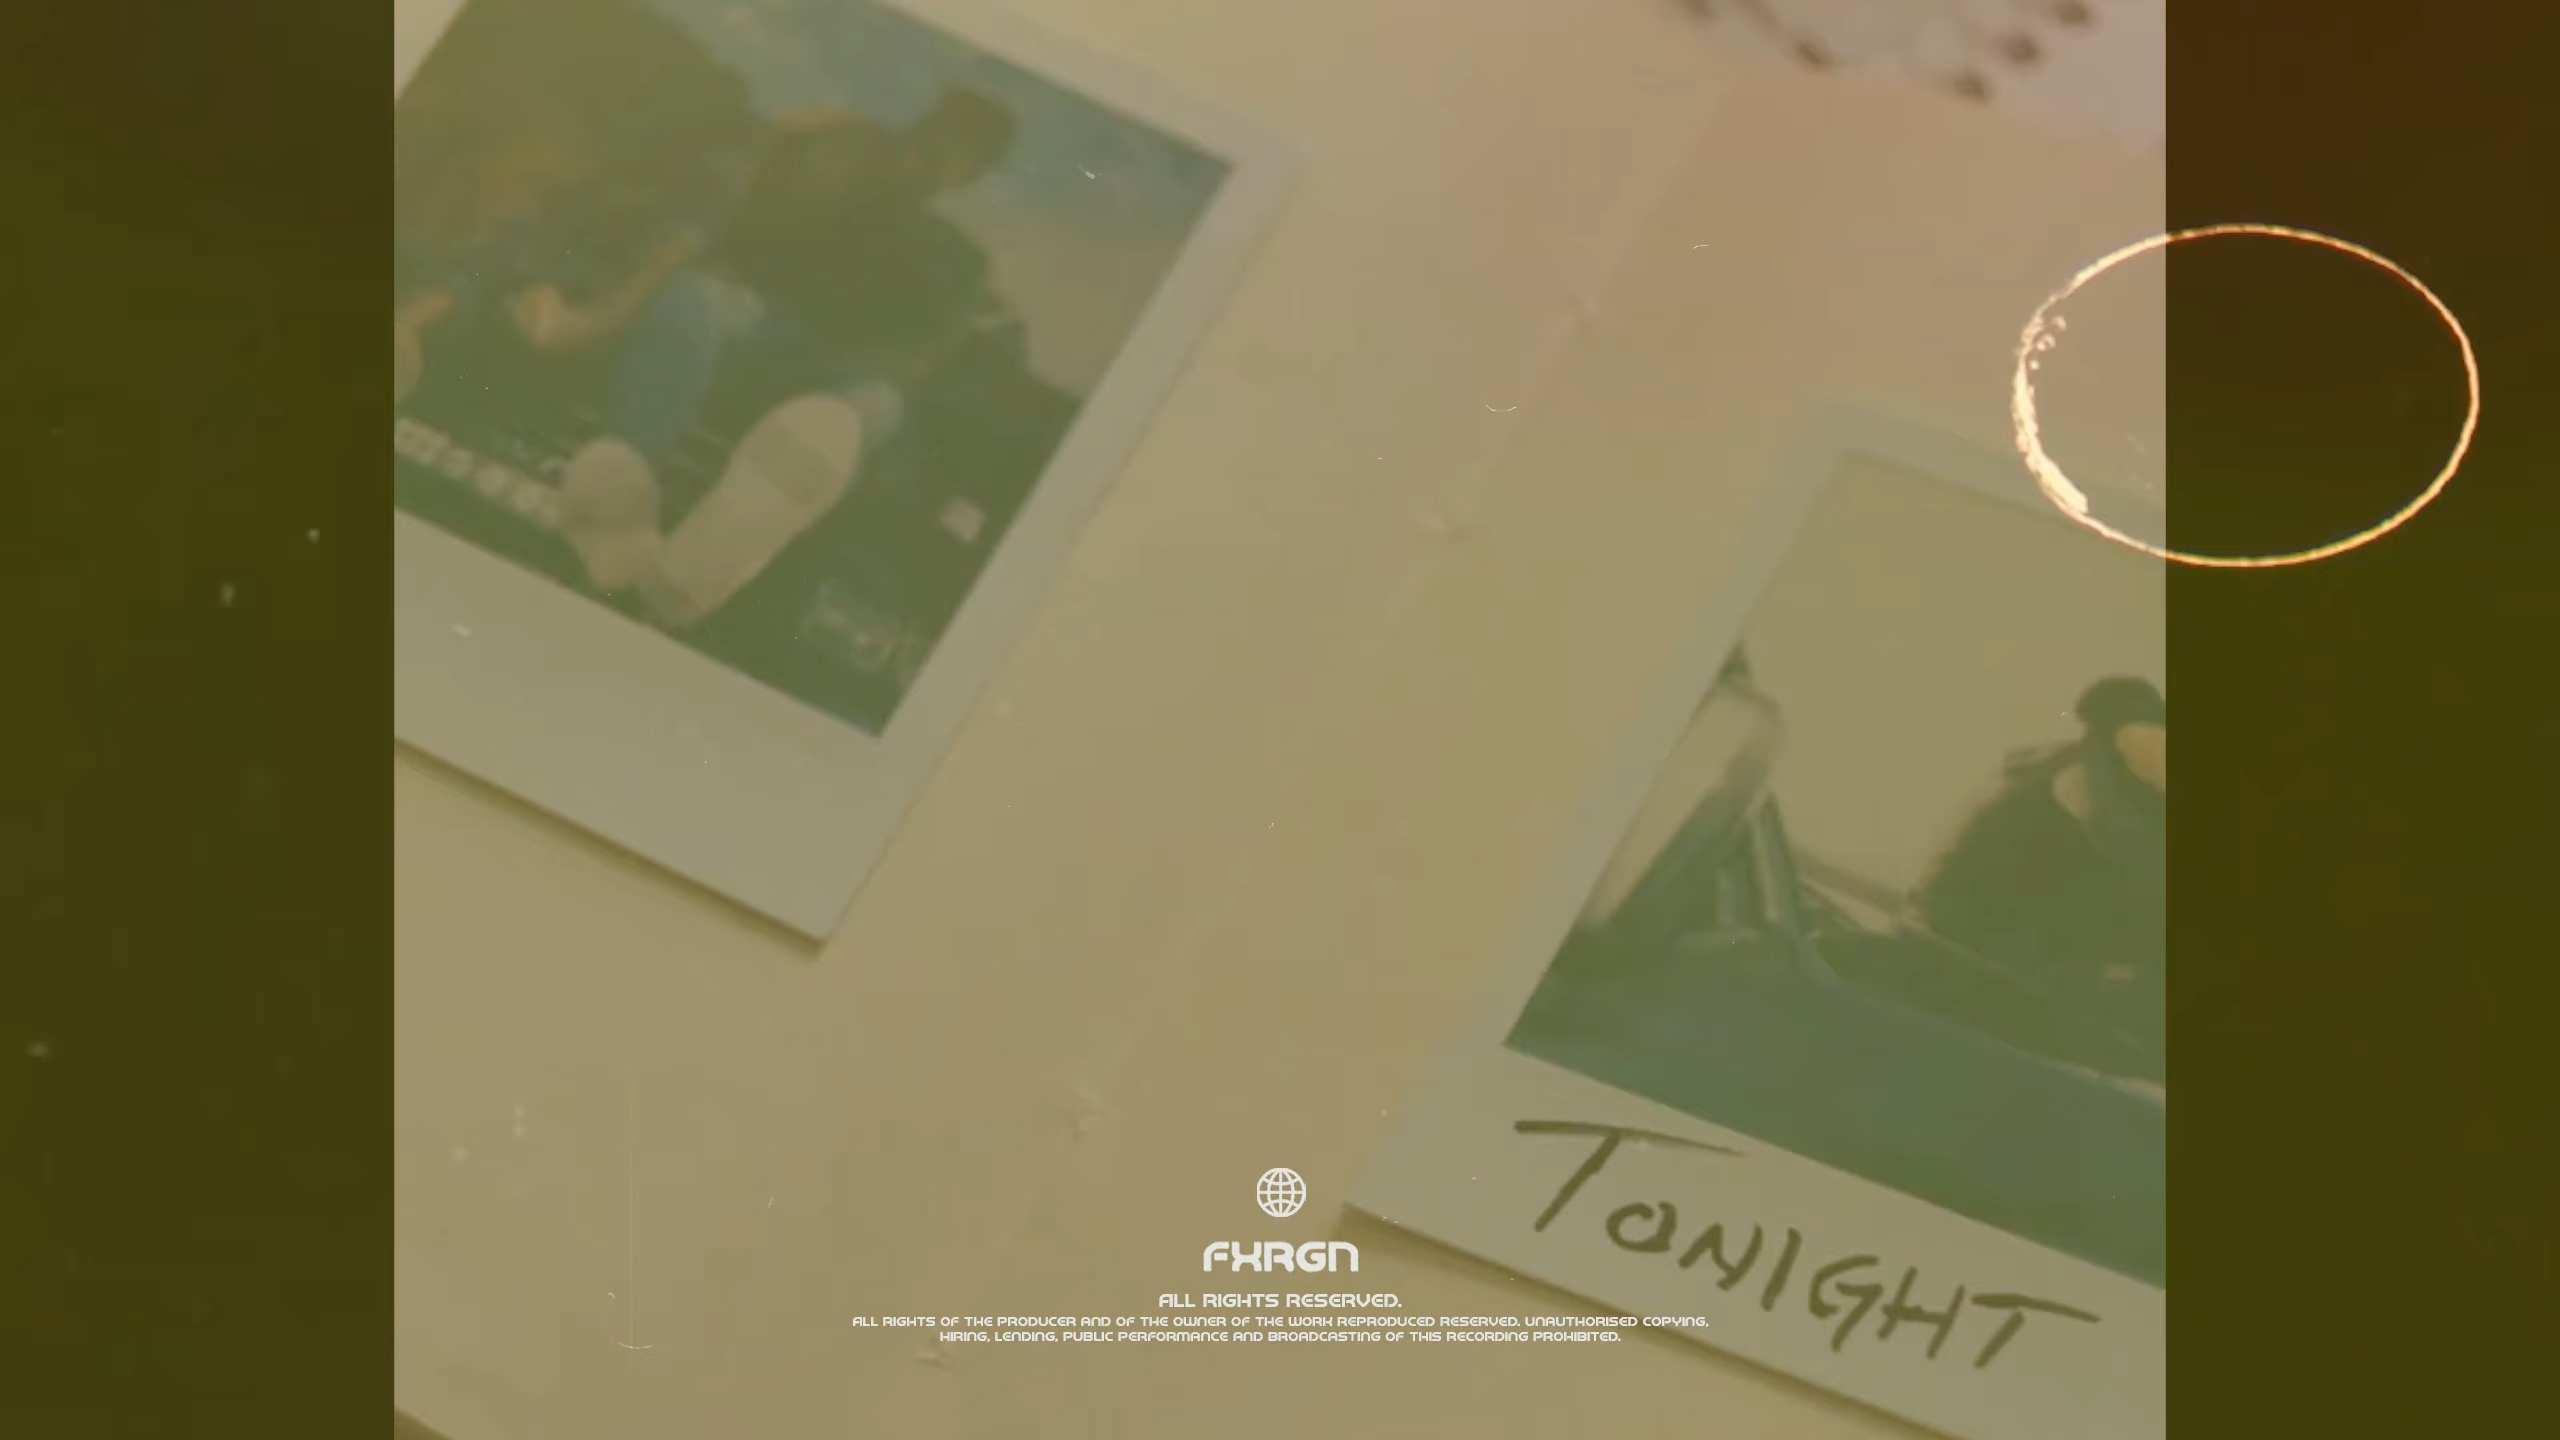 FXRGN
ALL RIGHTS RESERVED.
ALL RIGHTS OF THE PRODUCER AND OF THE OWNER OF THE WORK REPRODUCED RESERVED. UNAUTHORISED COPYING,
HIRING, LENDING, PUBLIC PERFORMANCE AND BROADCASTING OF THIS RECORDING PROHIBITED.
TONIGHT